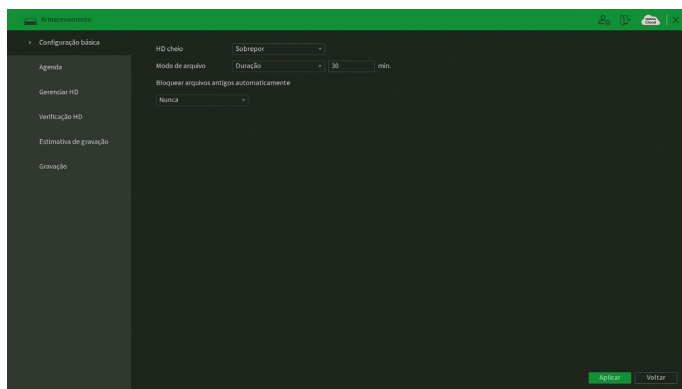 Armazenamento
> Configuração básica
Agenda
Gerenciar HD
Verificação HD
Estimativa de gravação
Gravação
HD cheio Sobrepor
Modo de arquivo Duração 30 min.
Bloquear arquivos antigos automaticamente
Nunca
Aplicar Voltar